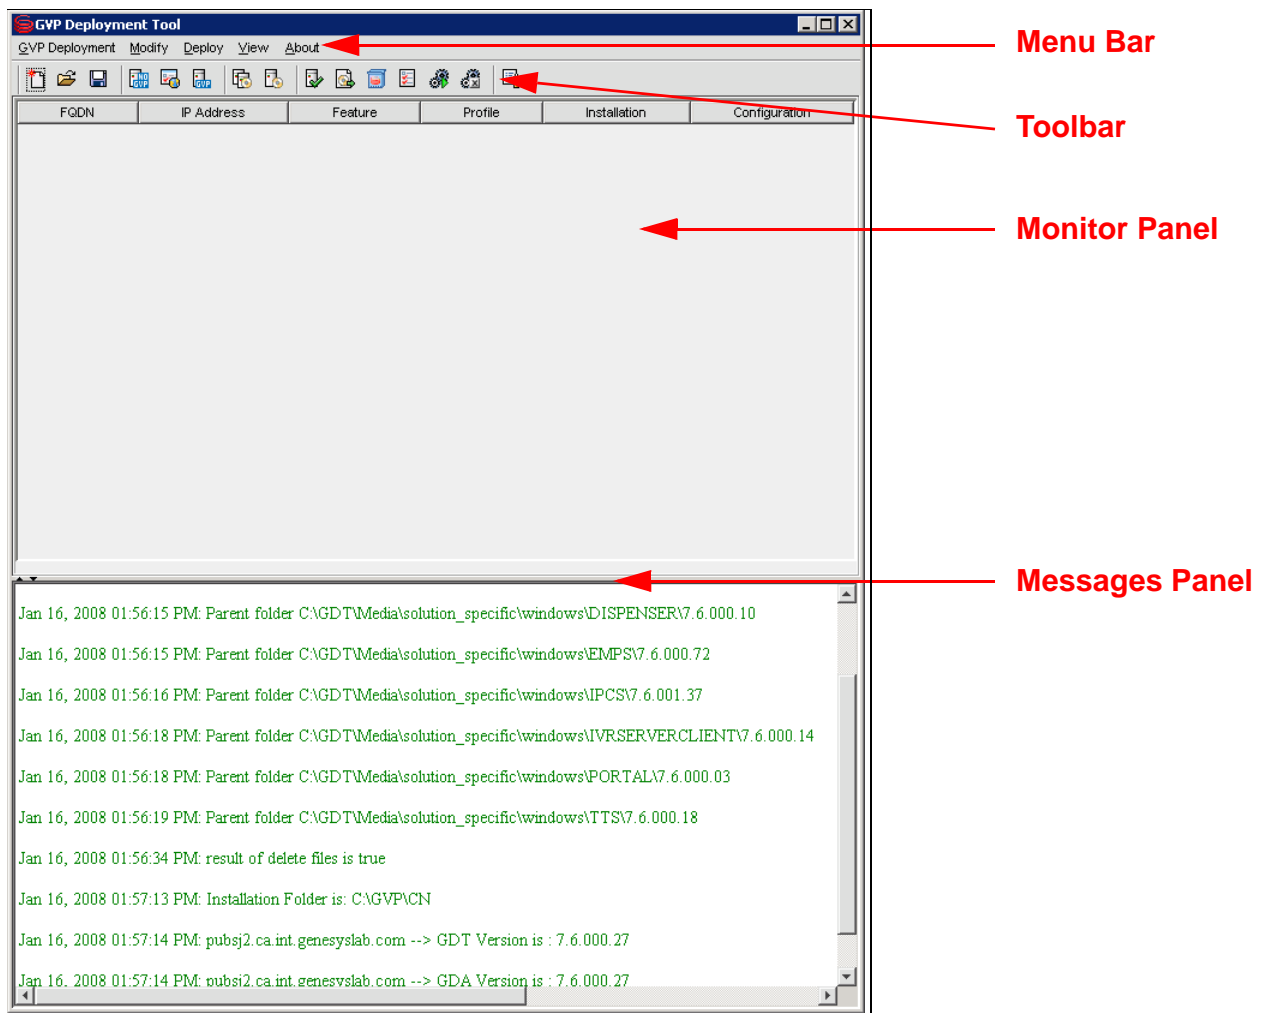 GVP Deployment Tool
GVP Deployment Modify Deploy View About
Menu Bar
Toolbar
FQDN IP Address Feature Profile Installation Configuration
Monitor Panel
Messages Panel
Jan 16, 2008 01:56:15 PM: Parent folder C:\GDT\Media\solution_specific\windows\DISPENSER\7.6.000.10
Jan 16, 2008 01:56:15 PM: Parent folder C:\GDT\Media\solution_specific\windows\EMPS\7.6.000.72
Jan 16, 2008 01:56:16 PM: Parent folder C:\GDT\Media\solution_specific\windows\IPCS\7.6.001.37
Jan 16, 2008 01:56:18 PM: Parent folder C:\GDT\Media\solution_specific\windows\IVRSERVERCLIENT\7.6.000.14
Jan 16, 2008 01:56:18 PM: Parent folder C:\GDT\Media\solution_specific\windows\PORTAL\7.6.000.03
Jan 16, 2008 01:56:19 PM: Parent folder C:\GDT\Media\solution_specific\windows\TTS\7.6.000.18
Jan 16, 2008 01:56:34 PM: result of delete files is true
Jan 16, 2008 01:57:13 PM: Installation Folder is: C:\GVP\CN
Jan 16, 2008 01:57:14 PM: pubsj2.ca.int.genesyslab.com --> GDT Version is : 7.6.000.27
Jan 16, 2008 01:57:14 PM: pubsj2.ca.int.genesyslab.com --> GDA Version is : 7.6.000.27